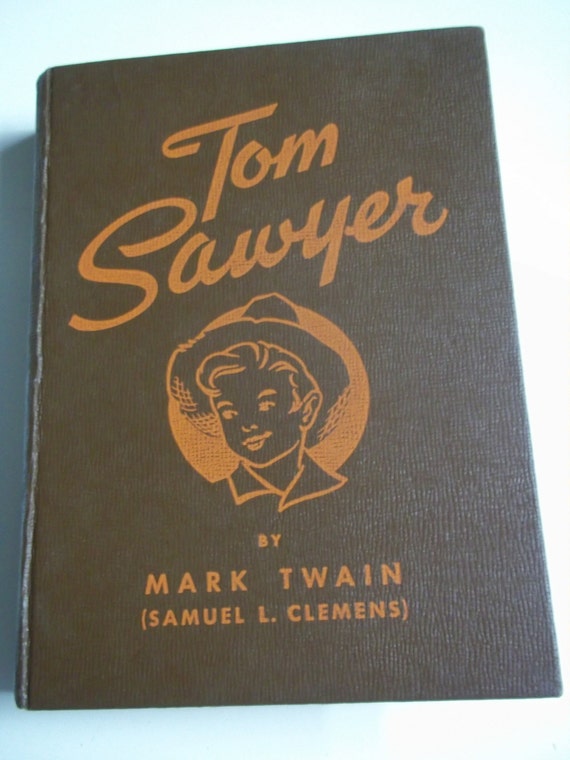 Tom
Sawyer
BY
MARK TWAIN
(SAMUEL L. CLEMENS)